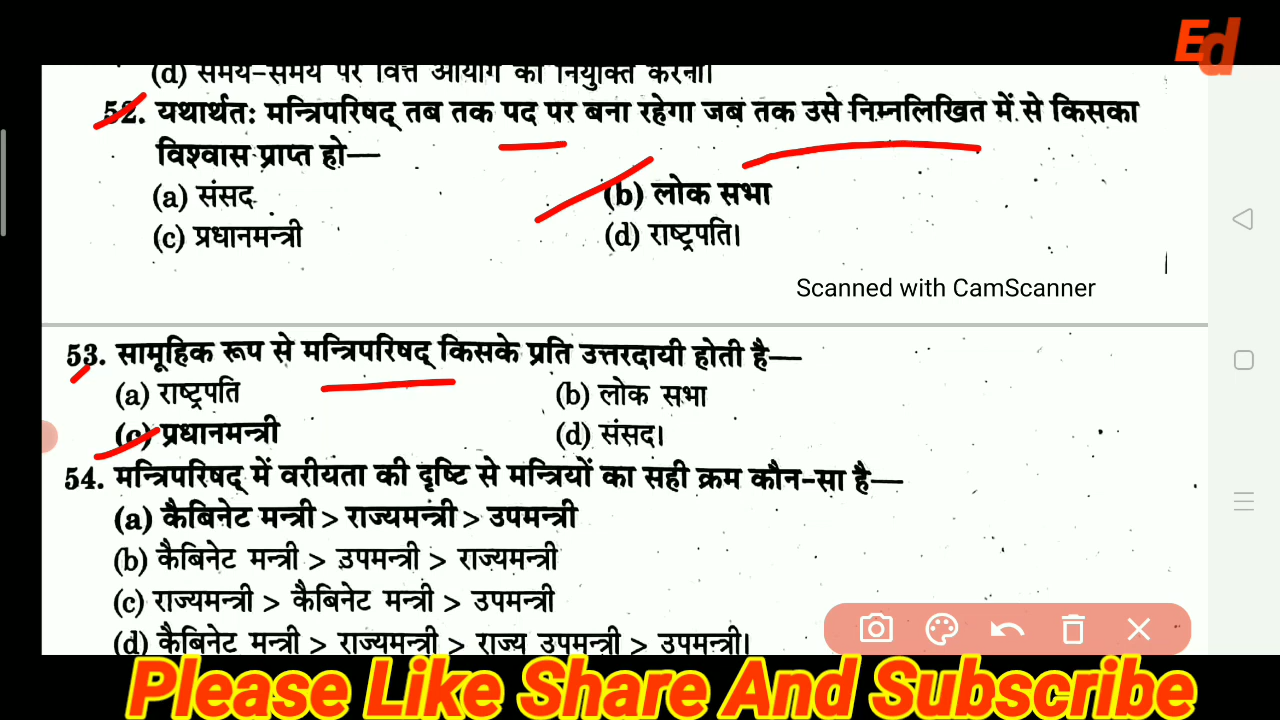 Ed
(d) समय-समय पर वित्त आयोग की नियुक्ति करना।
52. यथार्थतः मन्त्रिपरिषद् तब तक पद पर बना रहेगा जब तक उसे निम्नलिखित में से किसका
विश्वास प्राप्त हो—
(a) संसद
(b) लोक सभा
(c) प्रधानमन्त्री
(d) राष्ट्रपति।
Scanned with CamScanner
53. सामूहिक रूप से मन्त्रिपरिषद् किसके प्रति उत्तरदायी होती है—
(a) राष्ट्रपति
(b) लोक सभा
(c) प्रधानमन्त्री
(d) संसद।
54. मन्त्रिपरिषद् में वरीयता की दृष्टि से मन्त्रियों का सही क्रम कौन-सा है—
(a) कैबिनेट मन्त्री > राज्यमन्त्री > उपमन्त्री
(b) कैबिनेट मन्त्री > उपमन्त्री > राज्यमन्त्री
(c) राज्यमन्त्री > कैबिनेट मन्त्री > उपमन्त्री
(d) कैबिनेट मन्त्री > राज्यमन्त्री > राज्य उपमन्त्री > उपमन्त्री।
Please Like Share And Subscribe